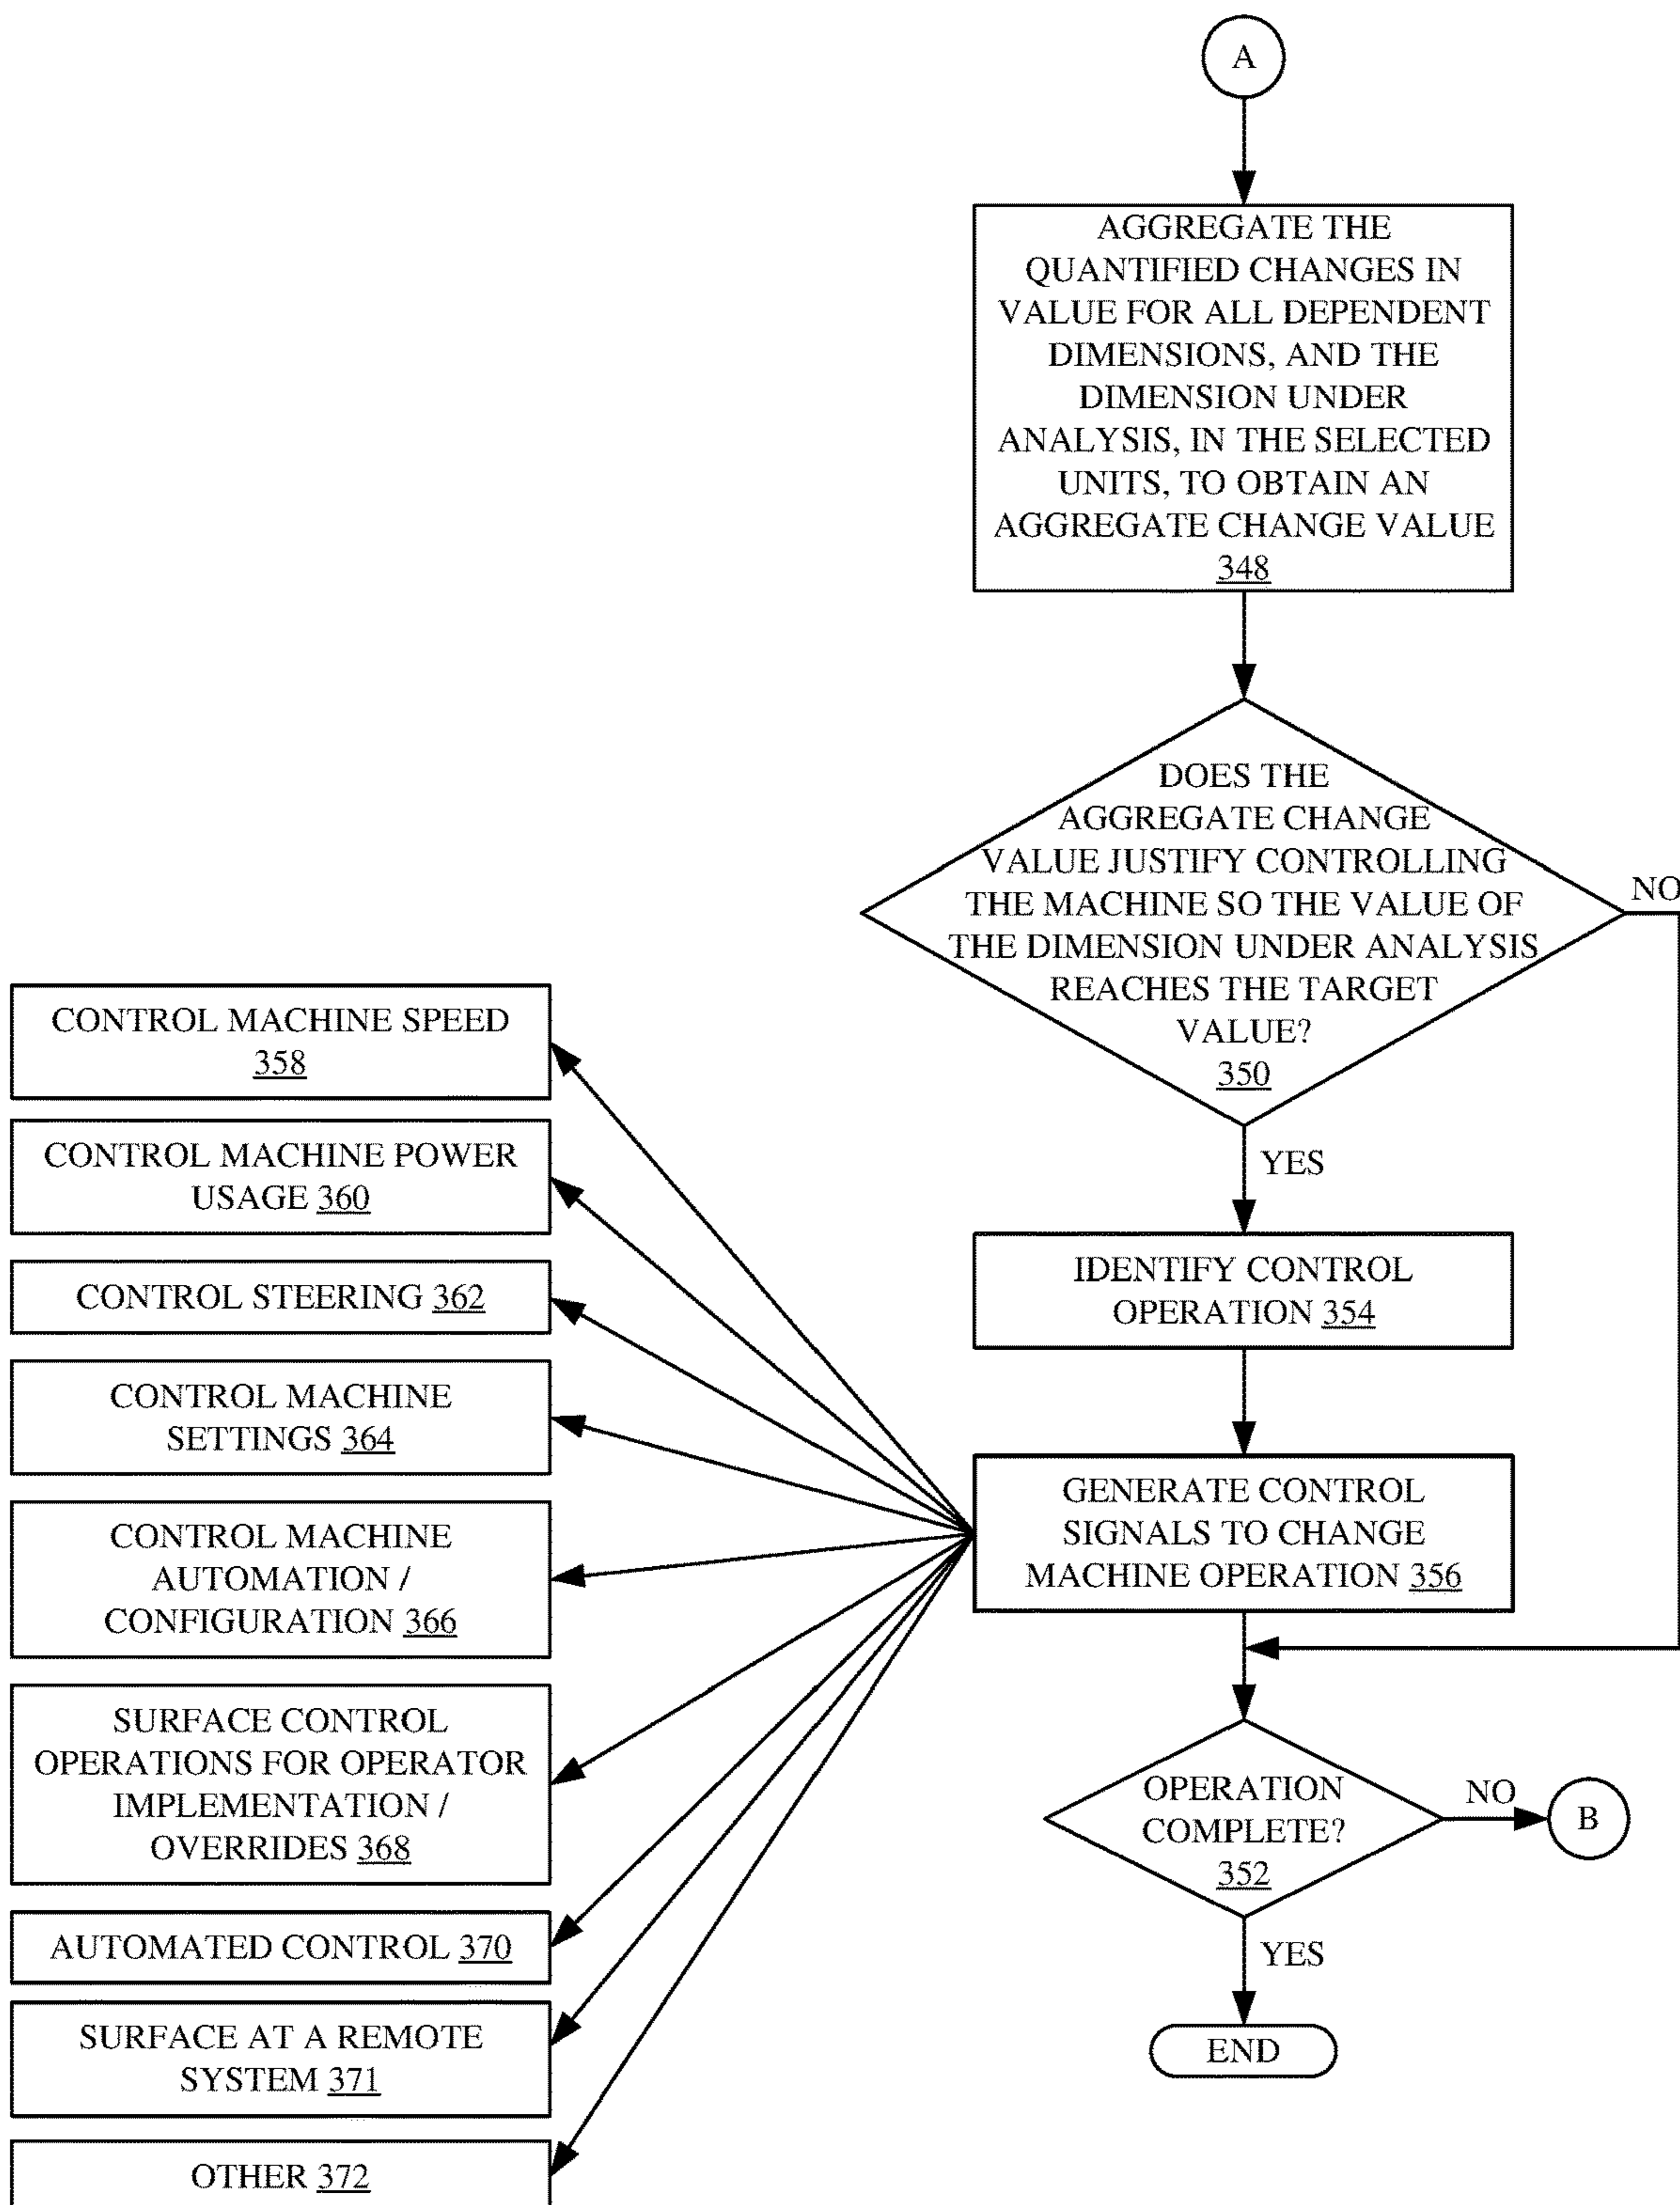 A
AGGREGATE THE
QUANTIFIED CHANGES IN
VALUE FOR ALL DEPENDENT
DIMENSIONS, AND THE
DIMENSION UNDER
ANALYSIS, IN THE SELECTED
UNITS, TO OBTAIN AN
AGGREGATE CHANGE VALUE
348
DOES THE
AGGREGATE CHANGE
VALUE JUSTIFY CONTROLLING
THE MACHINE SO THE VALUE OF
THE DIMENSION UNDER ANALYSIS
REACHES THE TARGET
VALUE?
350
NO
YES
IDENTIFY CONTROL
OPERATION 354
GENERATE CONTROL
SIGNALS TO CHANGE
MACHINE OPERATION 356
CONTROL MACHINE SPEED
358
CONTROL MACHINE POWER
USAGE 360
CONTROL STEERING 362
CONTROL MACHINE
SETTINGS 364
CONTROL MACHINE
AUTOMATION /
CONFIGURATION 366
SURFACE CONTROL
OPERATIONS FOR OPERATOR
IMPLEMENTATION /
OVERRIDES 368
AUTOMATED CONTROL 370
SURFACE AT A REMOTE
SYSTEM 371
OTHER 372
OPERATION
COMPLETE?
352
NO
B
YES
END